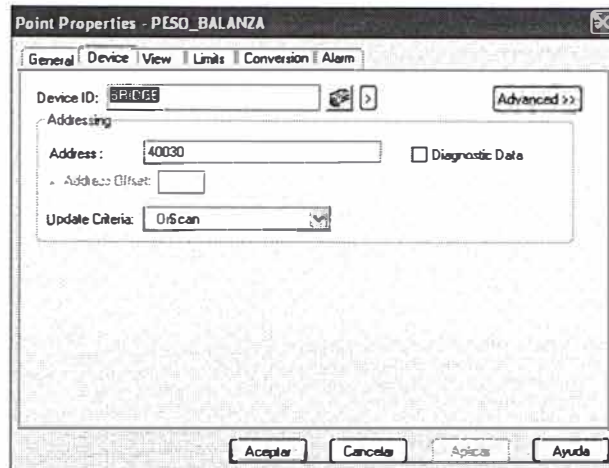 Point Properties - PESO_BALANZA
General Device View Limits Conversion Alarm
Device ID: BRIDGE > Advanced >>
Addressing
Address : 40030 Diagnostic Data
Address Offset:
Update Criteria: OnScan
Aceptar Cancelar Aplicar Ayuda